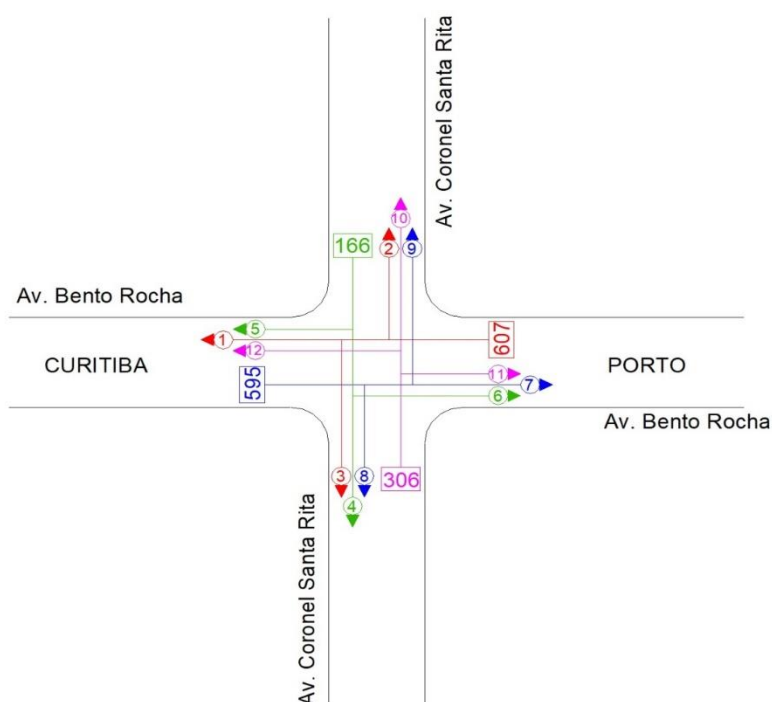 Av. Coronel Santa Rita
10
166
2
9
Av. Bento Rocha
5
1
12
607
CURITIBA
PORTO
595
11
7
6
Av. Bento Rocha
3
8
306
4
Av. Coronel Santa Rita